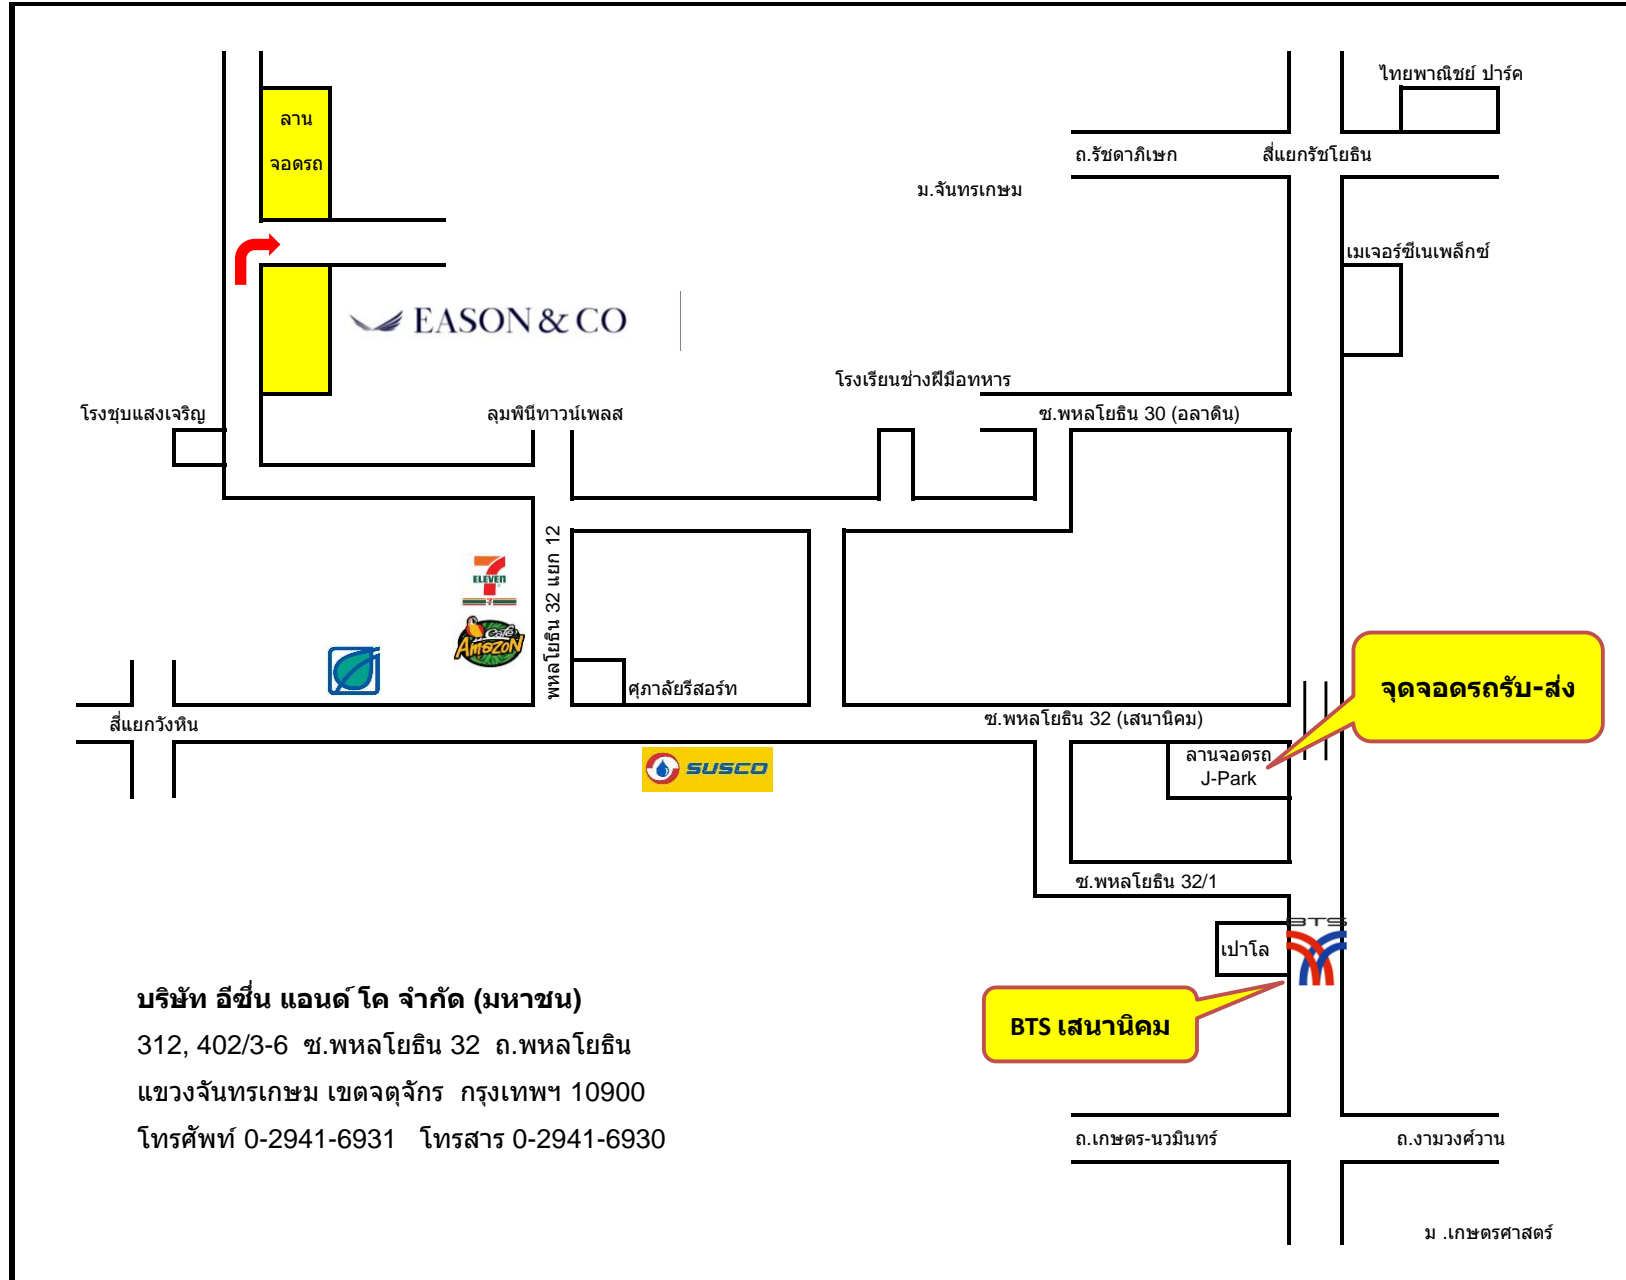 ไทยพาณิชย์ ปาร์ค
ลาน
จอดรถ
ถ.รัชดาภิเษก
สี่แยกรัชโยธิน
ม.จันทรเกษม
เมเจอร์ซีเนเพล็กซ์
EASON & CO
โรงเรียนช่างฝีมือทหาร
โรงชุบแสงเจริญ
ลุมพินีทาวน์เพลส
ซ.พหลโยธิน 30 (อลาดิน)
พหลโยธิน 32 แยก 12
7
ELEVEN
Café
Amazon
ศุภาลัยรีสอร์ท
จุดจอดรถรับ-ส่ง
สี่แยกวังหิน
ซ.พหลโยธิน 32 (เสนานิคม)
SUSCO
ลานจอดรถ
J-Park
ซ.พหลโยธิน 32/1
BTS
เปาโล
BTS เสนานิคม
บริษัท อีซึ่น แอนด์ โค จำกัด (มหาชน)
312, 402/3-6 ซ.พหลโยธิน 32 ถ.พหลโยธิน
แขวงจันทรเกษม เขตจตุจักร กรุงเทพฯ 10900
โทรศัพท์ 0-2941-6931 โทรสาร 0-2941-6930
ถ.เกษตร-นวมินทร์
ถ.งามวงศ์วาน
ม .เกษตรศาสตร์